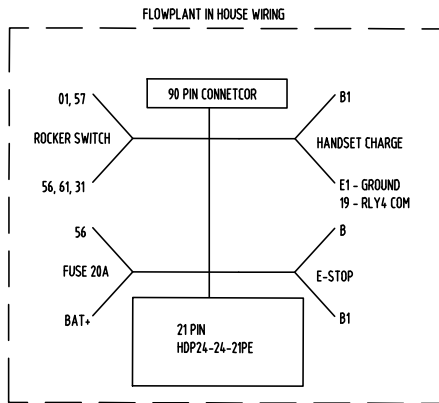 FLOWPLANT IN HOUSE WIRING
90 PIN CONNETCOR
01, 57
B1
ROCKER SWITCH
HANDSET CHARGE
56, 61, 31
E1 - GROUND
19 - RLY4 COM
56
B
FUSE 20A
E-STOP
BAT+
B1
21 PIN
HDP24-24-21PE